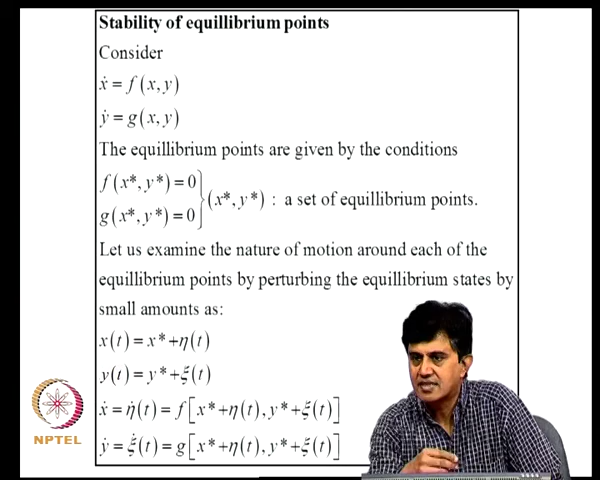 Stability of equillibrium points
Consider
ẋ = f(x, y)
ẏ = g(x, y)
The equillibrium points are given by the conditions
f(x*, y*) = 0
g(x*, y*) = 0} (x*, y*) : a set of equillibrium points.
Let us examine the nature of motion around each of the
equillibrium points by perturbing the equillibrium states by
small amounts as:
x(t) = x* + η(t)
y(t) = y* + ξ(t)
ẋ = η̇(t) = f[x* + η(t), y* + ξ(t)]
ẏ = ξ̇(t) = g[x* + η(t), y* + ξ(t)]
NPTEL